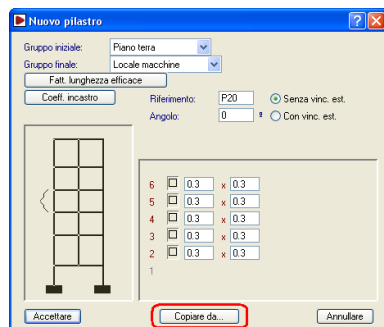 Nuovo pilastro
Gruppo iniziale: Piano terra
Gruppo finale: Locale macchine
Fatt. lunghezza efficace
Coeff. incastro
Riferimento: P20 Senza vinc. est.
Angolo: 0 º Con vinc. est.
6 0.3 x 0.3
5 0.3 x 0.3
4 0.3 x 0.3
3 0.3 x 0.3
2 0.3 x 0.3
1
Accettare Copiare da... Annullare